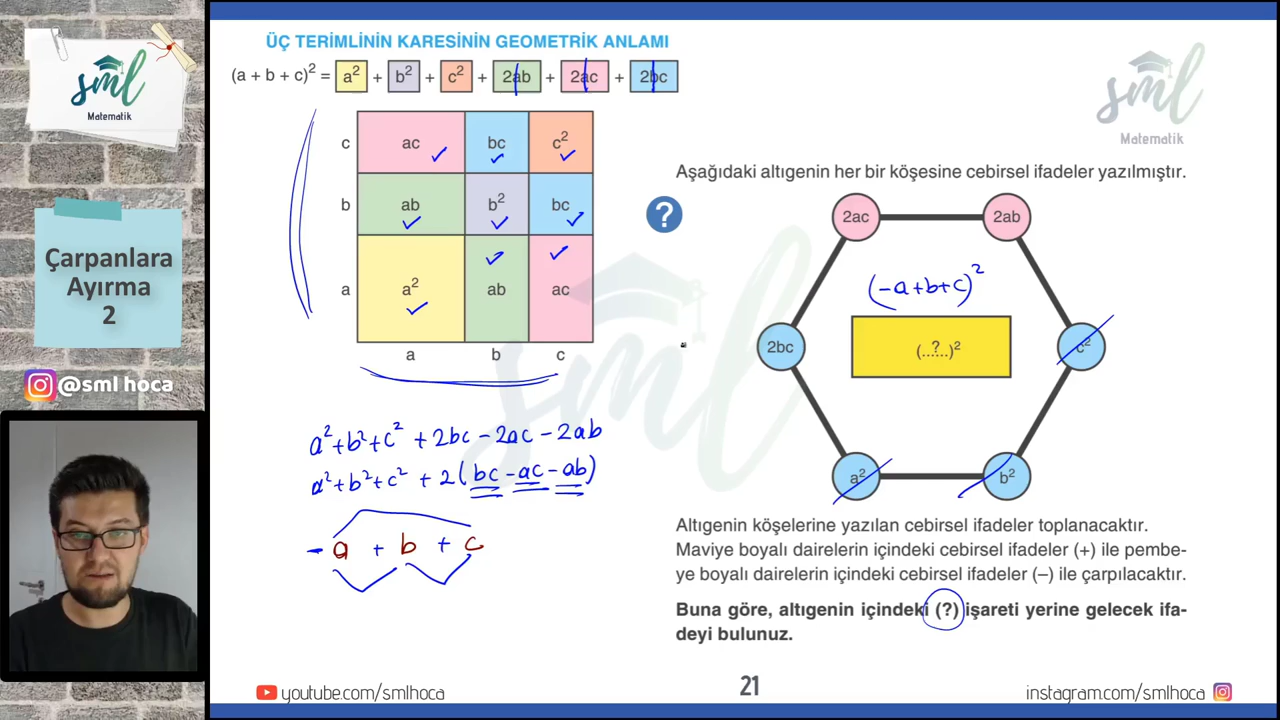 sml
Matematik
Çarpanlara
Ayırma
2
@sml hoca
ÜÇ TERİMLİNİN KARESİNİN GEOMETRİK ANLAMI
(a + b + c)² = a² + b² + c² + 2ab + 2ac + 2bc
c ac bc c²
b ab b² bc
a a² ab ac
a b c
a²+b²+c² +2bc-2ac-2ab
a²+b²+c² +2(bc-ac-ab)
-a + b + c
sml
Matematik
Aşağıdaki altıgenin her bir köşesine cebirsel ifadeler yazılmıştır.
?
2ac 2ab
(-a+b+c)²
2bc (..?..)² c²
a² b²
Altıgenin köşelerine yazılan cebirsel ifadeler toplanacaktır.
Maviye boyalı dairelerin içindeki cebirsel ifadeler (+) ile pembe-
ye boyalı dairelerin içindeki cebirsel ifadeler (–) ile çarpılacaktır.
Buna göre, altıgenin içindeki (?) işareti yerine gelecek ifa-
deyi bulunuz.
sml
youtube.com/smlhoca
21
instagram.com/smlhoca